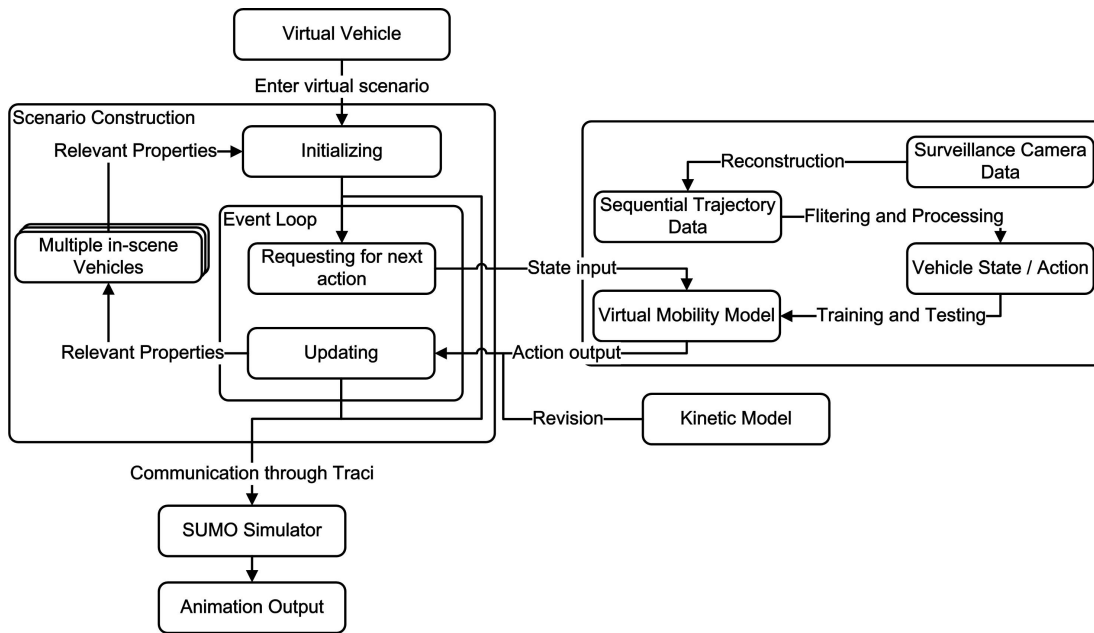 Virtual Vehicle
Enter virtual scenario
Scenario Construction
Relevant Properties
Initializing
Event Loop
Multiple in-scene
Vehicles
Requesting for next
action
State input
Relevant Properties
Updating
Action output
Surveillance Camera
Data
Reconstruction
Sequential Trajectory
Data
Flitering and Processing
Vehicle State / Action
Virtual Mobility Model
Training and Testing
Revision
Kinetic Model
Communication through Traci
SUMO Simulator
Animation Output